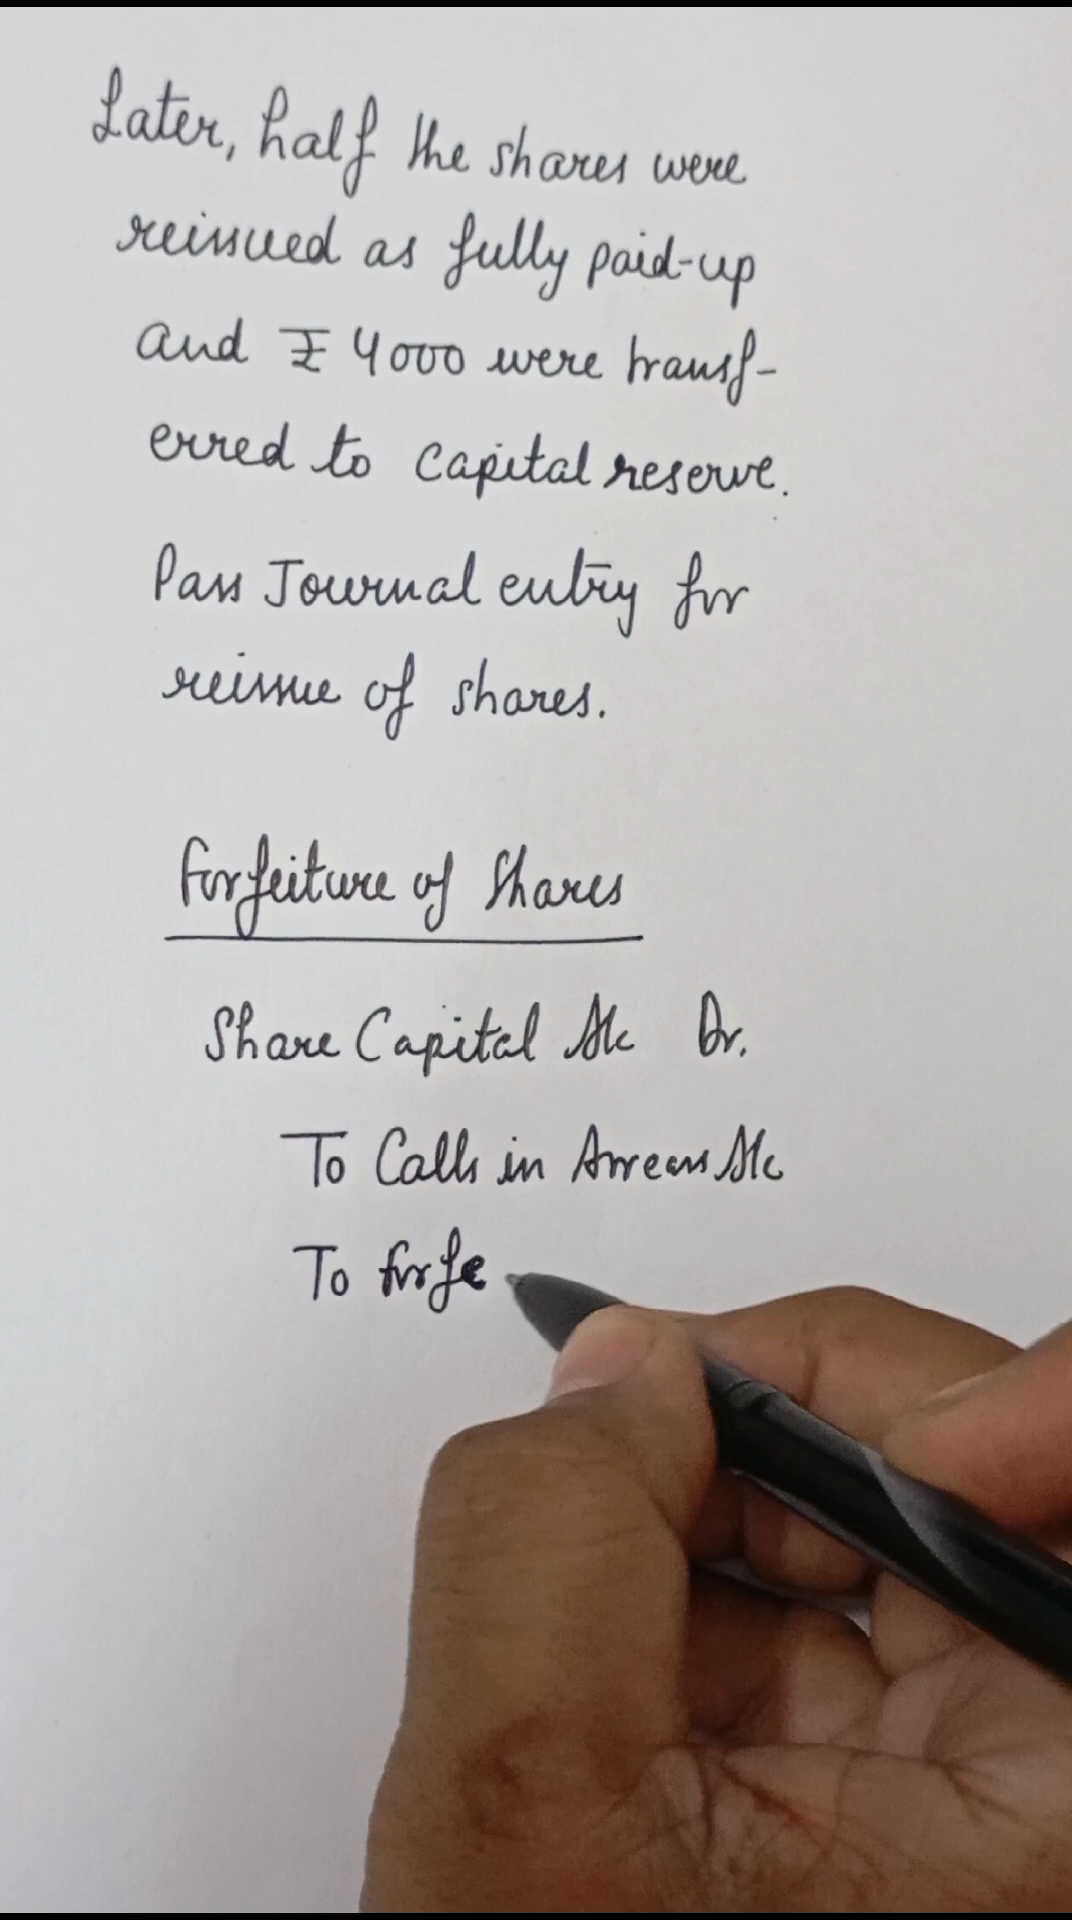 Later, half the shares were
reissued as fully paid-up
and ₹ 4000 were transf-
erred to capital reserve.
Pass Journal entry for
reissue of shares.
Forfeiture of Shares
Share Capital A/c Dr.
To Calls in Arrears A/c
To forfe